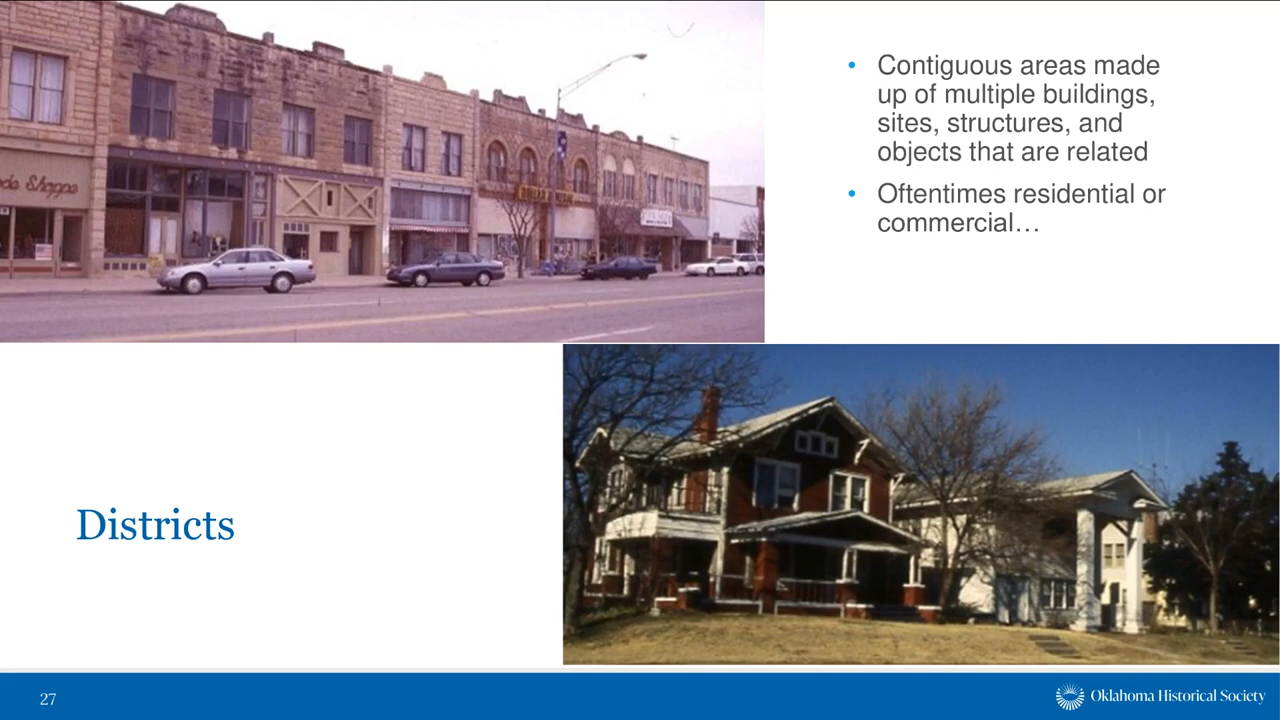 Contiguous areas made
up of multiple buildings,
sites, structures, and
objects that are related
Oftentimes residential or
commercial…
Shoppe
Districts
27
Oklahoma Historical Society